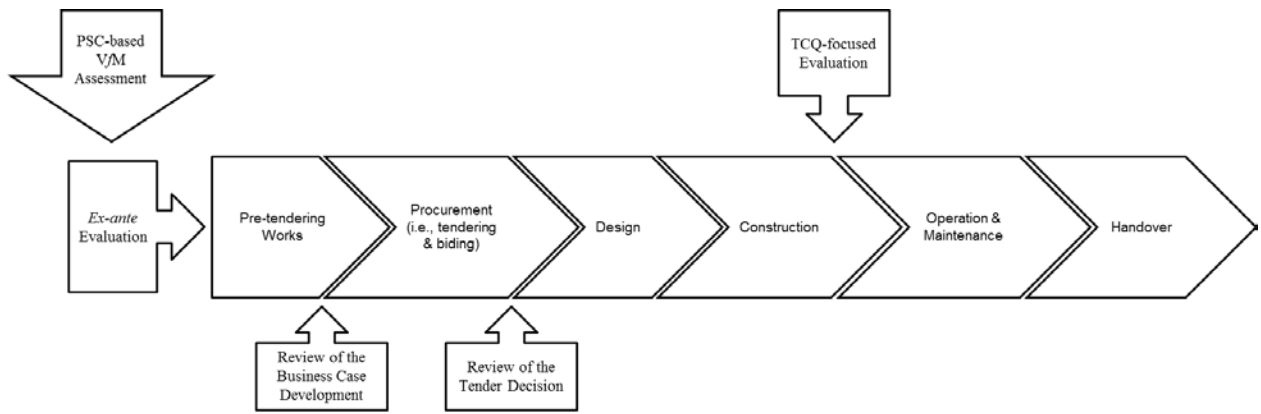 PSC-based
VfM
Assessment
TCQ-focused
Evaluation
Ex-ante
Evaluation
Pre-tendering
Works
Procurement
(i.e., tendering
& biding)
Design
Construction
Operation &
Maintenance
Handover
Review of the
Business Case
Development
Review of the
Tender Decision